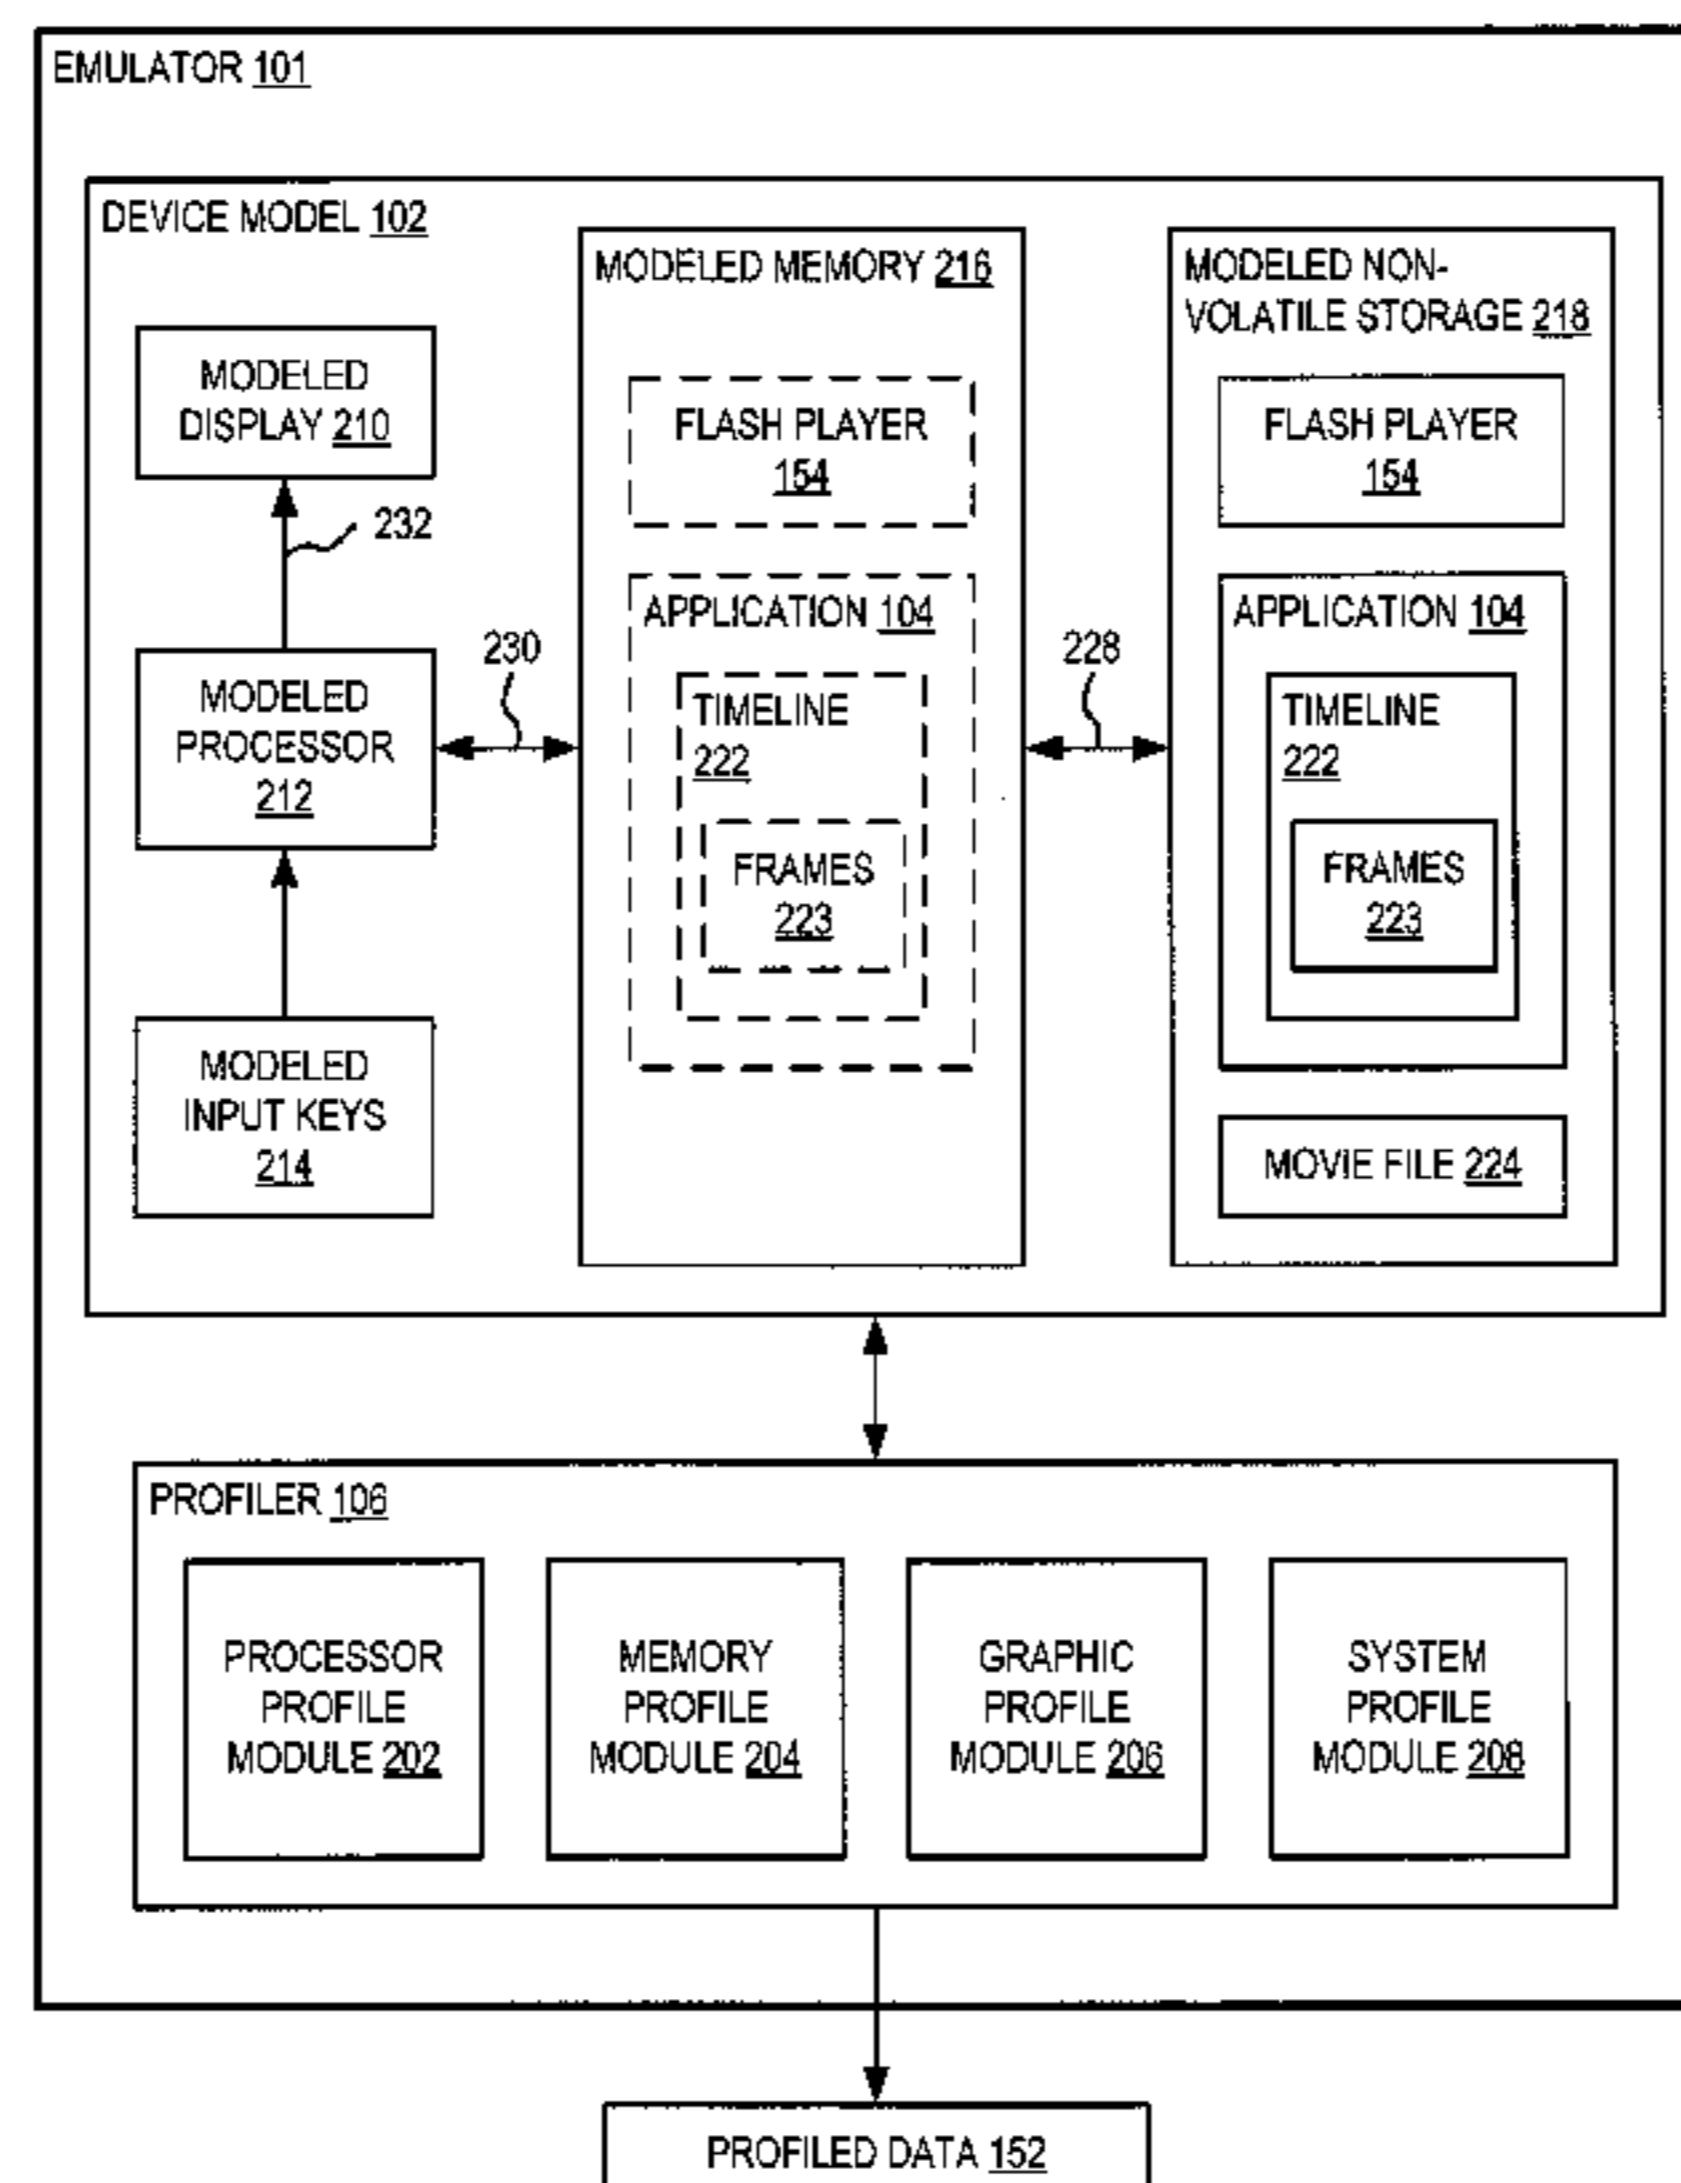 EMULATOR 101
DEVICE MODEL 102
MODELED
DISPLAY 210
232
MODELED
PROCESSOR
212
MODELED
INPUT KEYS
214
230
MODELED MEMORY 216
FLASH PLAYER
154
APPLICATION 104
TIMELINE
222
FRAMES
223
228
MODELED NON-
VOLATILE STORAGE 218
FLASH PLAYER
154
APPLICATION 104
TIMELINE
222
FRAMES
223
MOVIE FILE 224
PROFILER 106
PROCESSOR
PROFILE
MODULE 202
MEMORY
PROFILE
MODULE 204
GRAPHIC
PROFILE
MODULE 206
SYSTEM
PROFILE
MODULE 208
PROFILED DATA 152